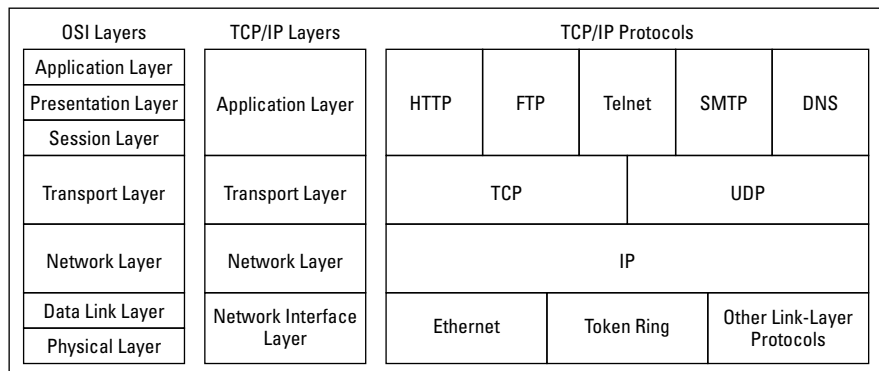 OSI Layers
TCP/IP Layers
TCP/IP Protocols
Application Layer
Presentation Layer
Session Layer
Application Layer
HTTP
FTP
Telnet
SMTP
DNS
Transport Layer
Transport Layer
TCP
UDP
Network Layer
Network Layer
IP
Data Link Layer
Physical Layer
Network Interface
Layer
Ethernet
Token Ring
Other Link-Layer
Protocols